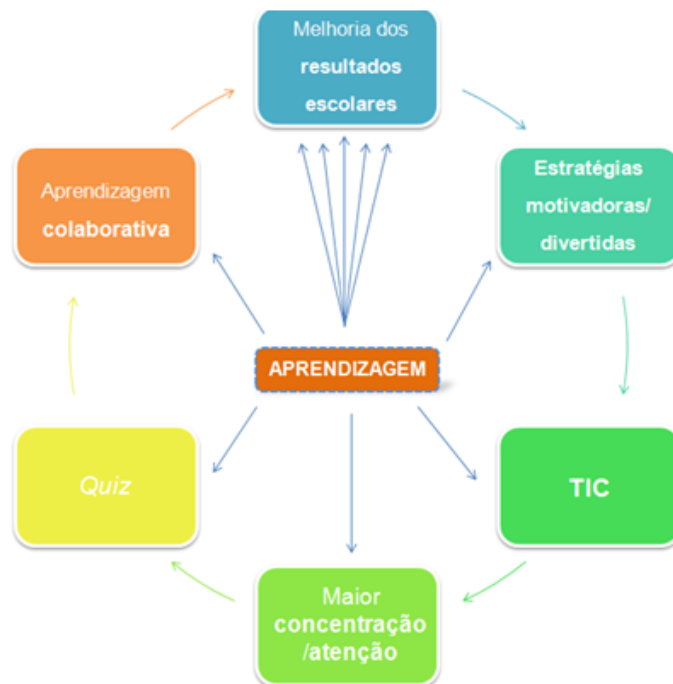 Melhoria dos
resultados
escolares
Aprendizagem
colaborativa
Estratégias
motivadoras/
divertidas
APRENDIZAGEM
Quiz
TIC
Maior
concentração
/atenção